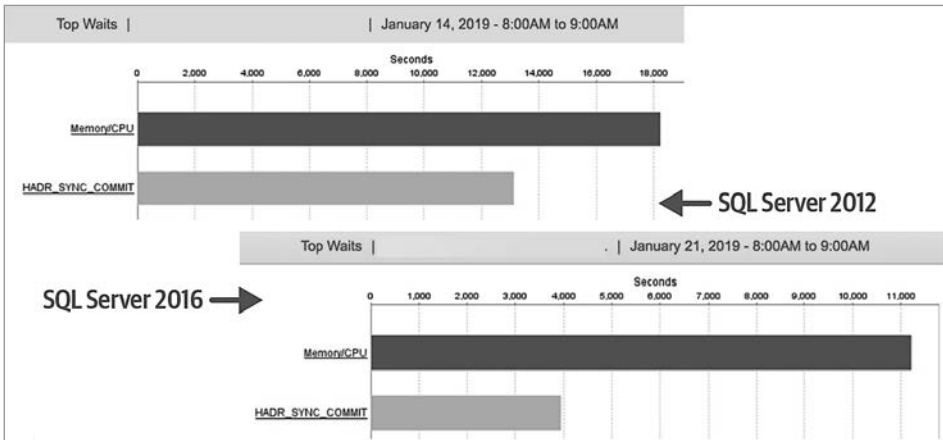 Top Waits | | January 14, 2019 - 8:00AM to 9:00AM
Seconds
0 2,000 4,000 6,000 8,000 10,000 12,000 14,000 16,000 18,000
Memory/CPU
HADR_SYNC_COMMIT
SQL Server 2012
Top Waits | . | January 21, 2019 - 8:00AM to 9:00AM
SQL Server 2016
Seconds
0 1,000 2,000 3,000 4,000 5,000 6,000 7,000 8,000 9,000 10,000 11,000
Memory/CPU
HADR_SYNC_COMMIT